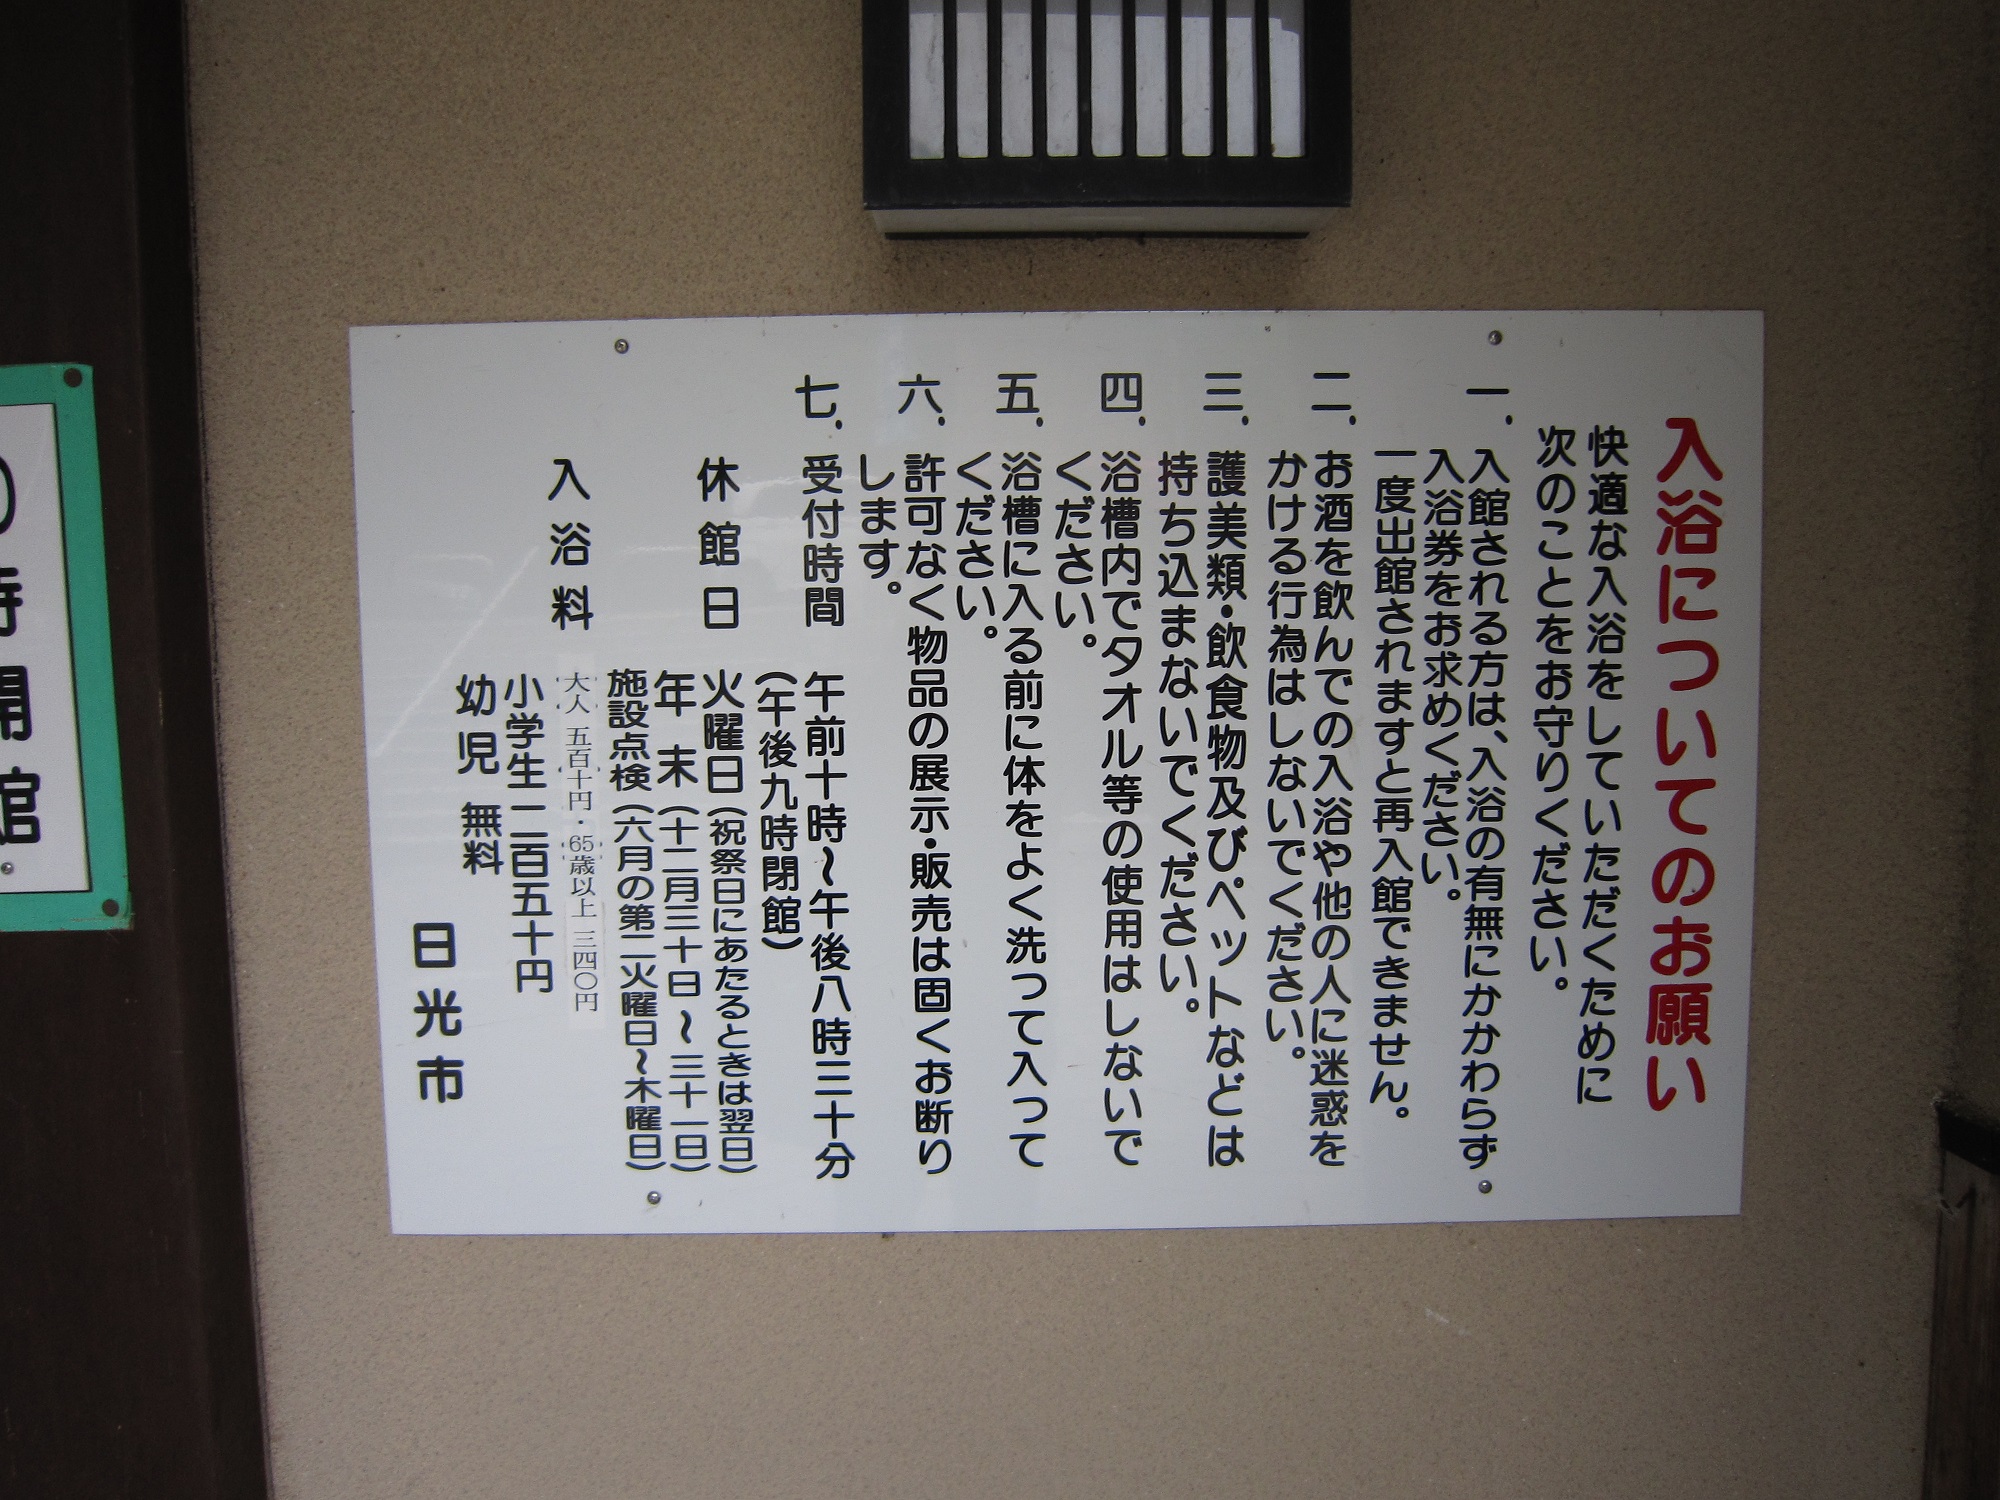 入浴についてのお願い
快適な入浴をしていただくために
次のことをお守りください。
一. 入館される方は、入浴の有無にかかわらず
入浴券をお求めください。
一度出館されますと再入館できません。
二. お酒を飲んでの入浴や他の人に迷惑を
かける行為はしないでください。
三. 護美類・飲食物及びペットなどは
持ち込まないでください。
四. 浴槽内でタオル等の使用はしないで
ください。
五. 浴槽に入る前に体をよく洗って入って
ください。
六. 許可なく物品の展示・販売は固くお断り
します。
七. 受付時間 午前十時~午後八時三十分
(午後九時閉館)
休館日 火曜日(祝祭日にあたるときは翌日)
年末(十二月三十日~三十一日)
施設点検(六月の第二火曜日~木曜日)
入浴料 大人 五百十円・65歳以上 三四〇円
小学生二百五十円
幼児 無料
日光市
時開館